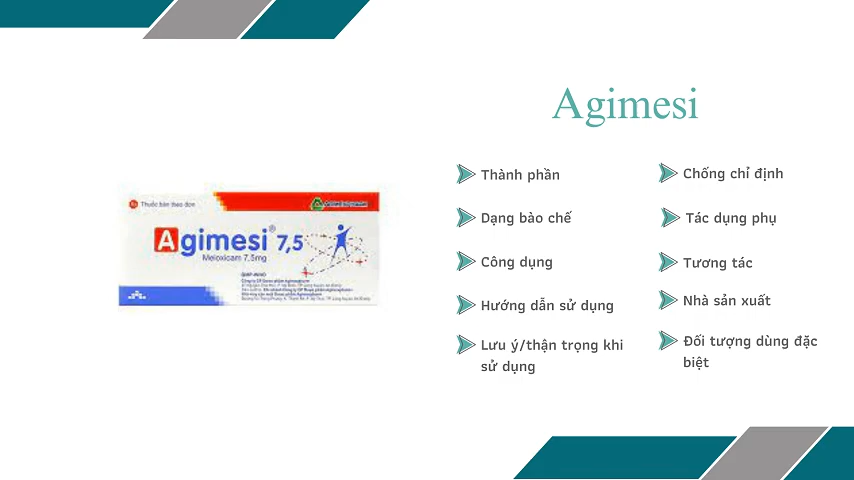 Agimesi
Thành phần
Dạng bào chế
Công dụng
Hướng dẫn sử dụng
Lưu ý/thận trọng khi
sử dụng
Chống chỉ định
Tác dụng phụ
Tương tác
Nhà sản xuất
Đối tượng dùng đặc
biệt
Thuốc bán theo đơn
Agimesi® 7,5
Meloxicam 7,5mg